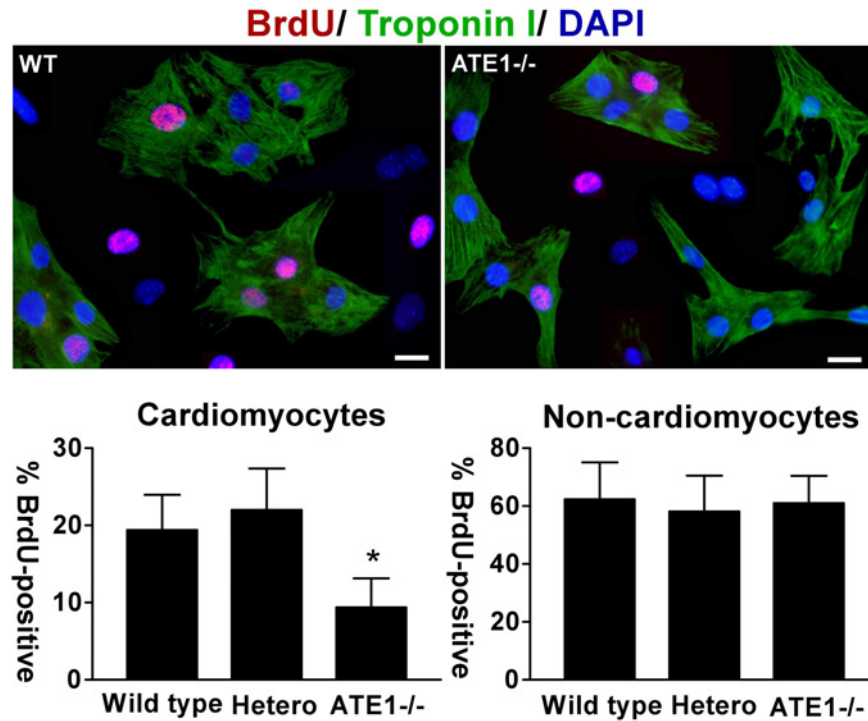 BrdU/ Troponin I/ DAPI
WT
ATE1-/-
Cardiomyocytes
% BrdU-positive
30
20
10
0
Wild type Hetero ATE1-/-
*
Non-cardiomyocytes
% BrdU-positive
80
60
40
20
0
Wild type Hetero ATE1-/-